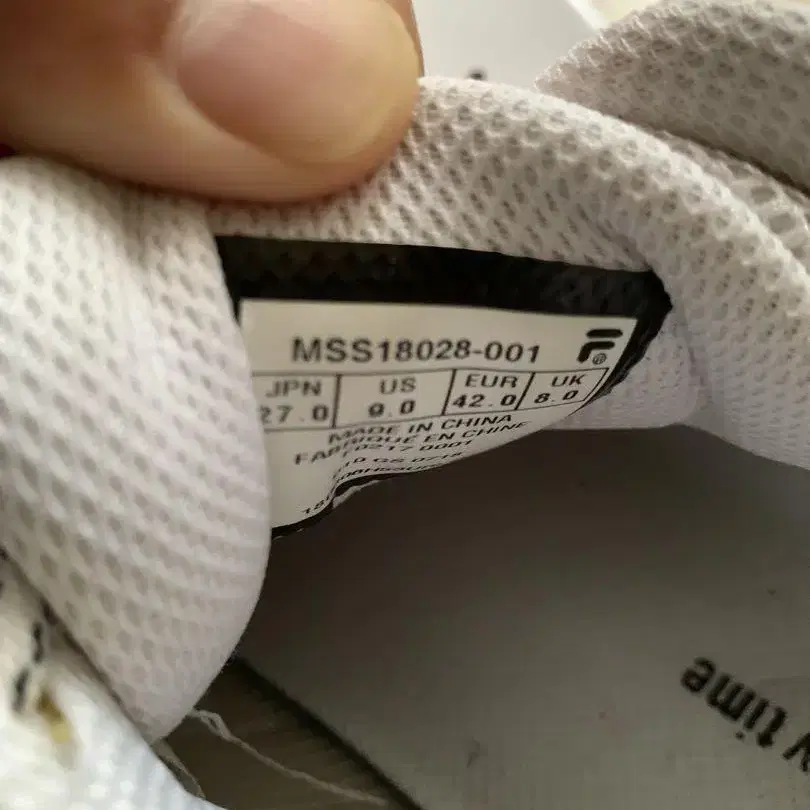 MSS18028-001
JPN US EUR UK
27.0 9.0 42.0 8.0
MADE IN CHINA
FABRIQUE EN CHINE
time